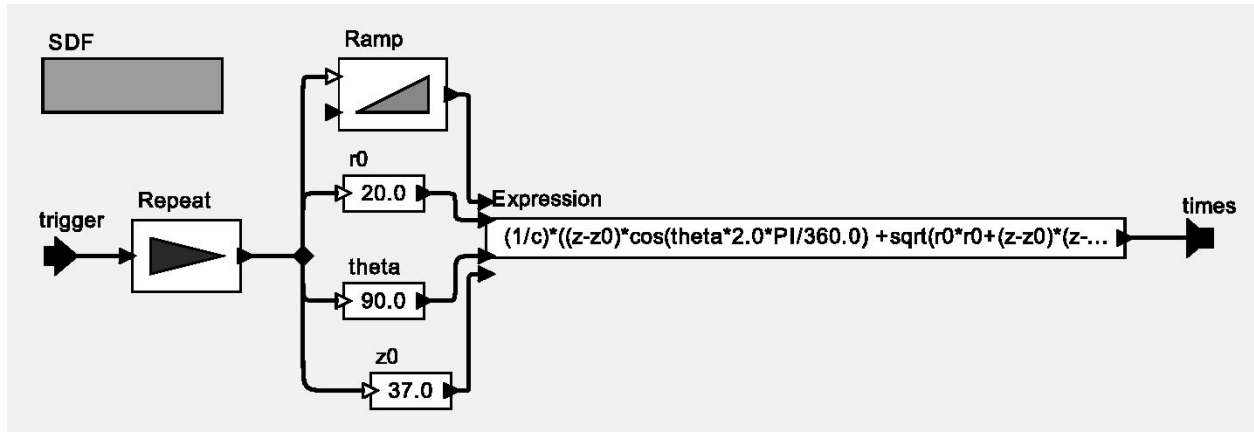 SDF
Ramp
r0
20.0
Repeat
trigger
Expression
(1/c)*((z-z0)*cos(theta*2.0*PI/360.0) +sqrt(r0*r0+(z-z0)*(z-...
times
theta
90.0
z0
37.0